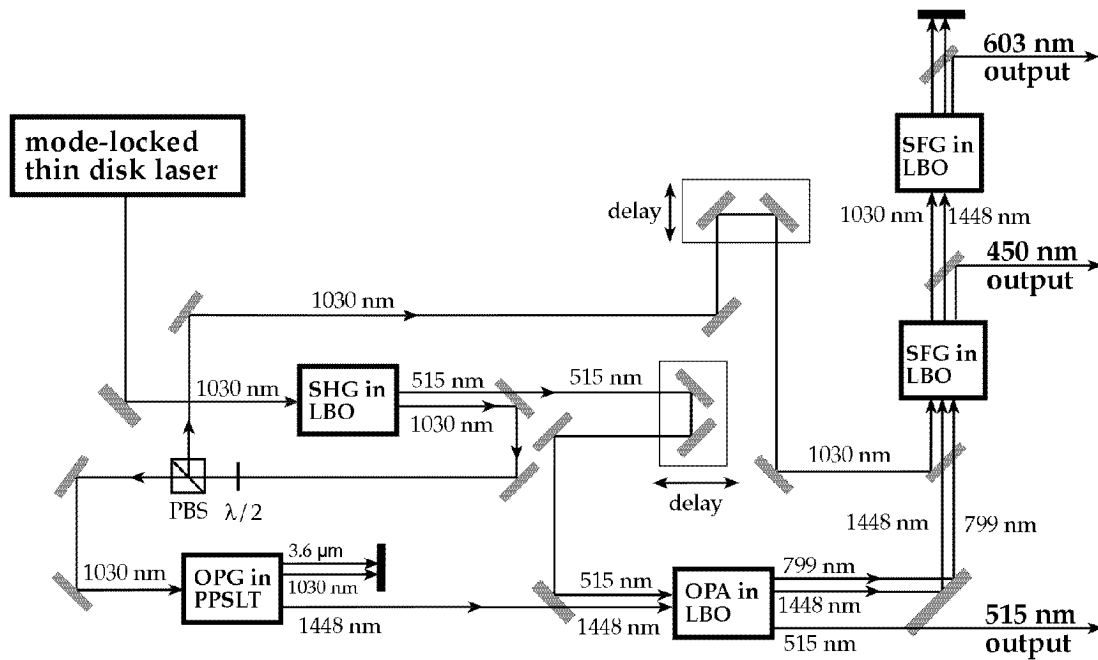 603 nm
output
mode-locked
thin disk laser
SFG in
LBO
delay
1030 nm
1448 nm
450 nm
output
1030 nm
SFG in
LBO
1030 nm
SHG in
LBO
515 nm
1030 nm
515 nm
1030 nm
PBS
λ/2
delay
1448 nm
799 nm
1030 nm
OPG in
PPSLT
3.6 µm
1030 nm
1448 nm
515 nm
1448 nm
OPA in
LBO
799 nm
1448 nm
515 nm
515 nm
output